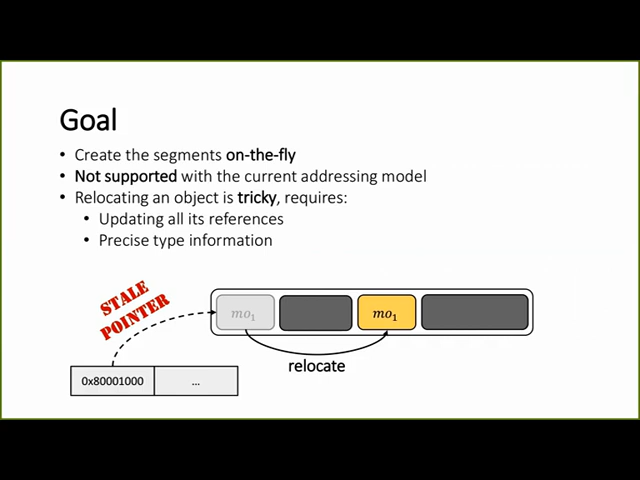 Goal
• Create the segments on-the-fly
• Not supported with the current addressing model
• Relocating an object is tricky, requires:
• Updating all its references
• Precise type information
STALE
POINTER
mo₁
mo₁
relocate
0x80001000
...